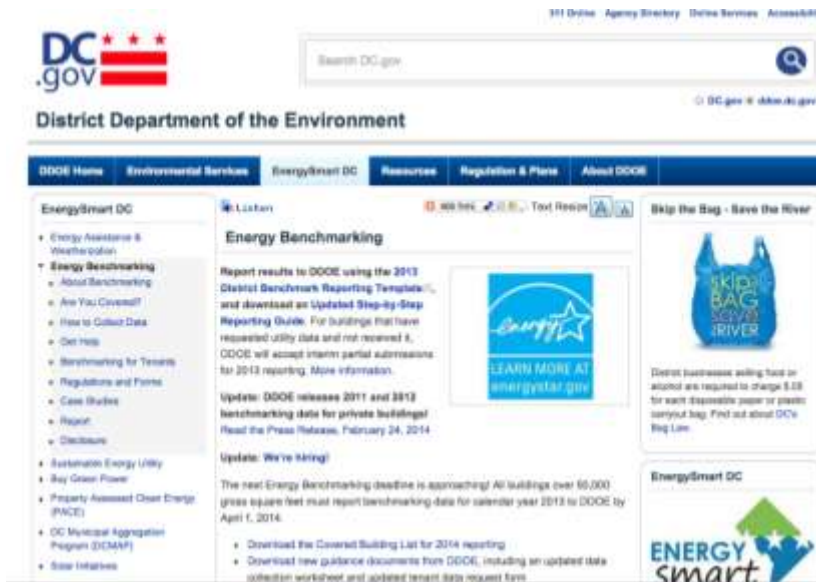 311 Online Agency Directory Online Services Accessibility
DC
.gov
Search DC.gov
DC.gov ddoe.dc.gov
District Department of the Environment
DDOE Home Environmental Services EnergySmart DC Resources Regulation & Plans About DDOE
EnergySmart DC
Energy Assistance &
Weatherization
Energy Benchmarking
About Benchmarking
Are You Covered?
How to Collect Data
Get Help
Benchmarking for Tenants
Regulations and Forms
Case Studies
Report
Disclosure
Sustainable Energy Utility
Buy Green Power
Property Assessed Clean Energy
(PACE)
DC Municipal Aggregation
Program (DCMAP)
Solar Initiatives
Listen
Text Resize A A
Energy Benchmarking
Report results to DDOE using the 2013
District Benchmark Reporting Template
and download an Updated Step-by-Step
Reporting Guide. For buildings that have
requested utility data and not received it,
DDOE will accept interim partial submissions
for 2013 reporting. More information.
Update: DDOE releases 2011 and 2012
benchmarking data for private buildings!
Read the Press Release, February 24, 2014
Update: We're hiring!
The next Energy Benchmarking deadline is approaching! All buildings over 50,000
gross square feet must report benchmarking data for calendar year 2013 to DDOE by
April 1, 2014.
Download the Covered Building List for 2014 reporting
Download new guidance documents from DDOE, including an updated data
collection worksheet and updated tenant data request form
energy
LEARN MORE AT
energystar.gov
Skip the Bag - Save the River
skip
BAG
SAVE
RIVER
District businesses selling food or
alcohol are required to charge $.05
for each disposable paper or plastic
carryout bag. Find out about DC's
Bag Law.
EnergySmart DC
ENERGY
smart